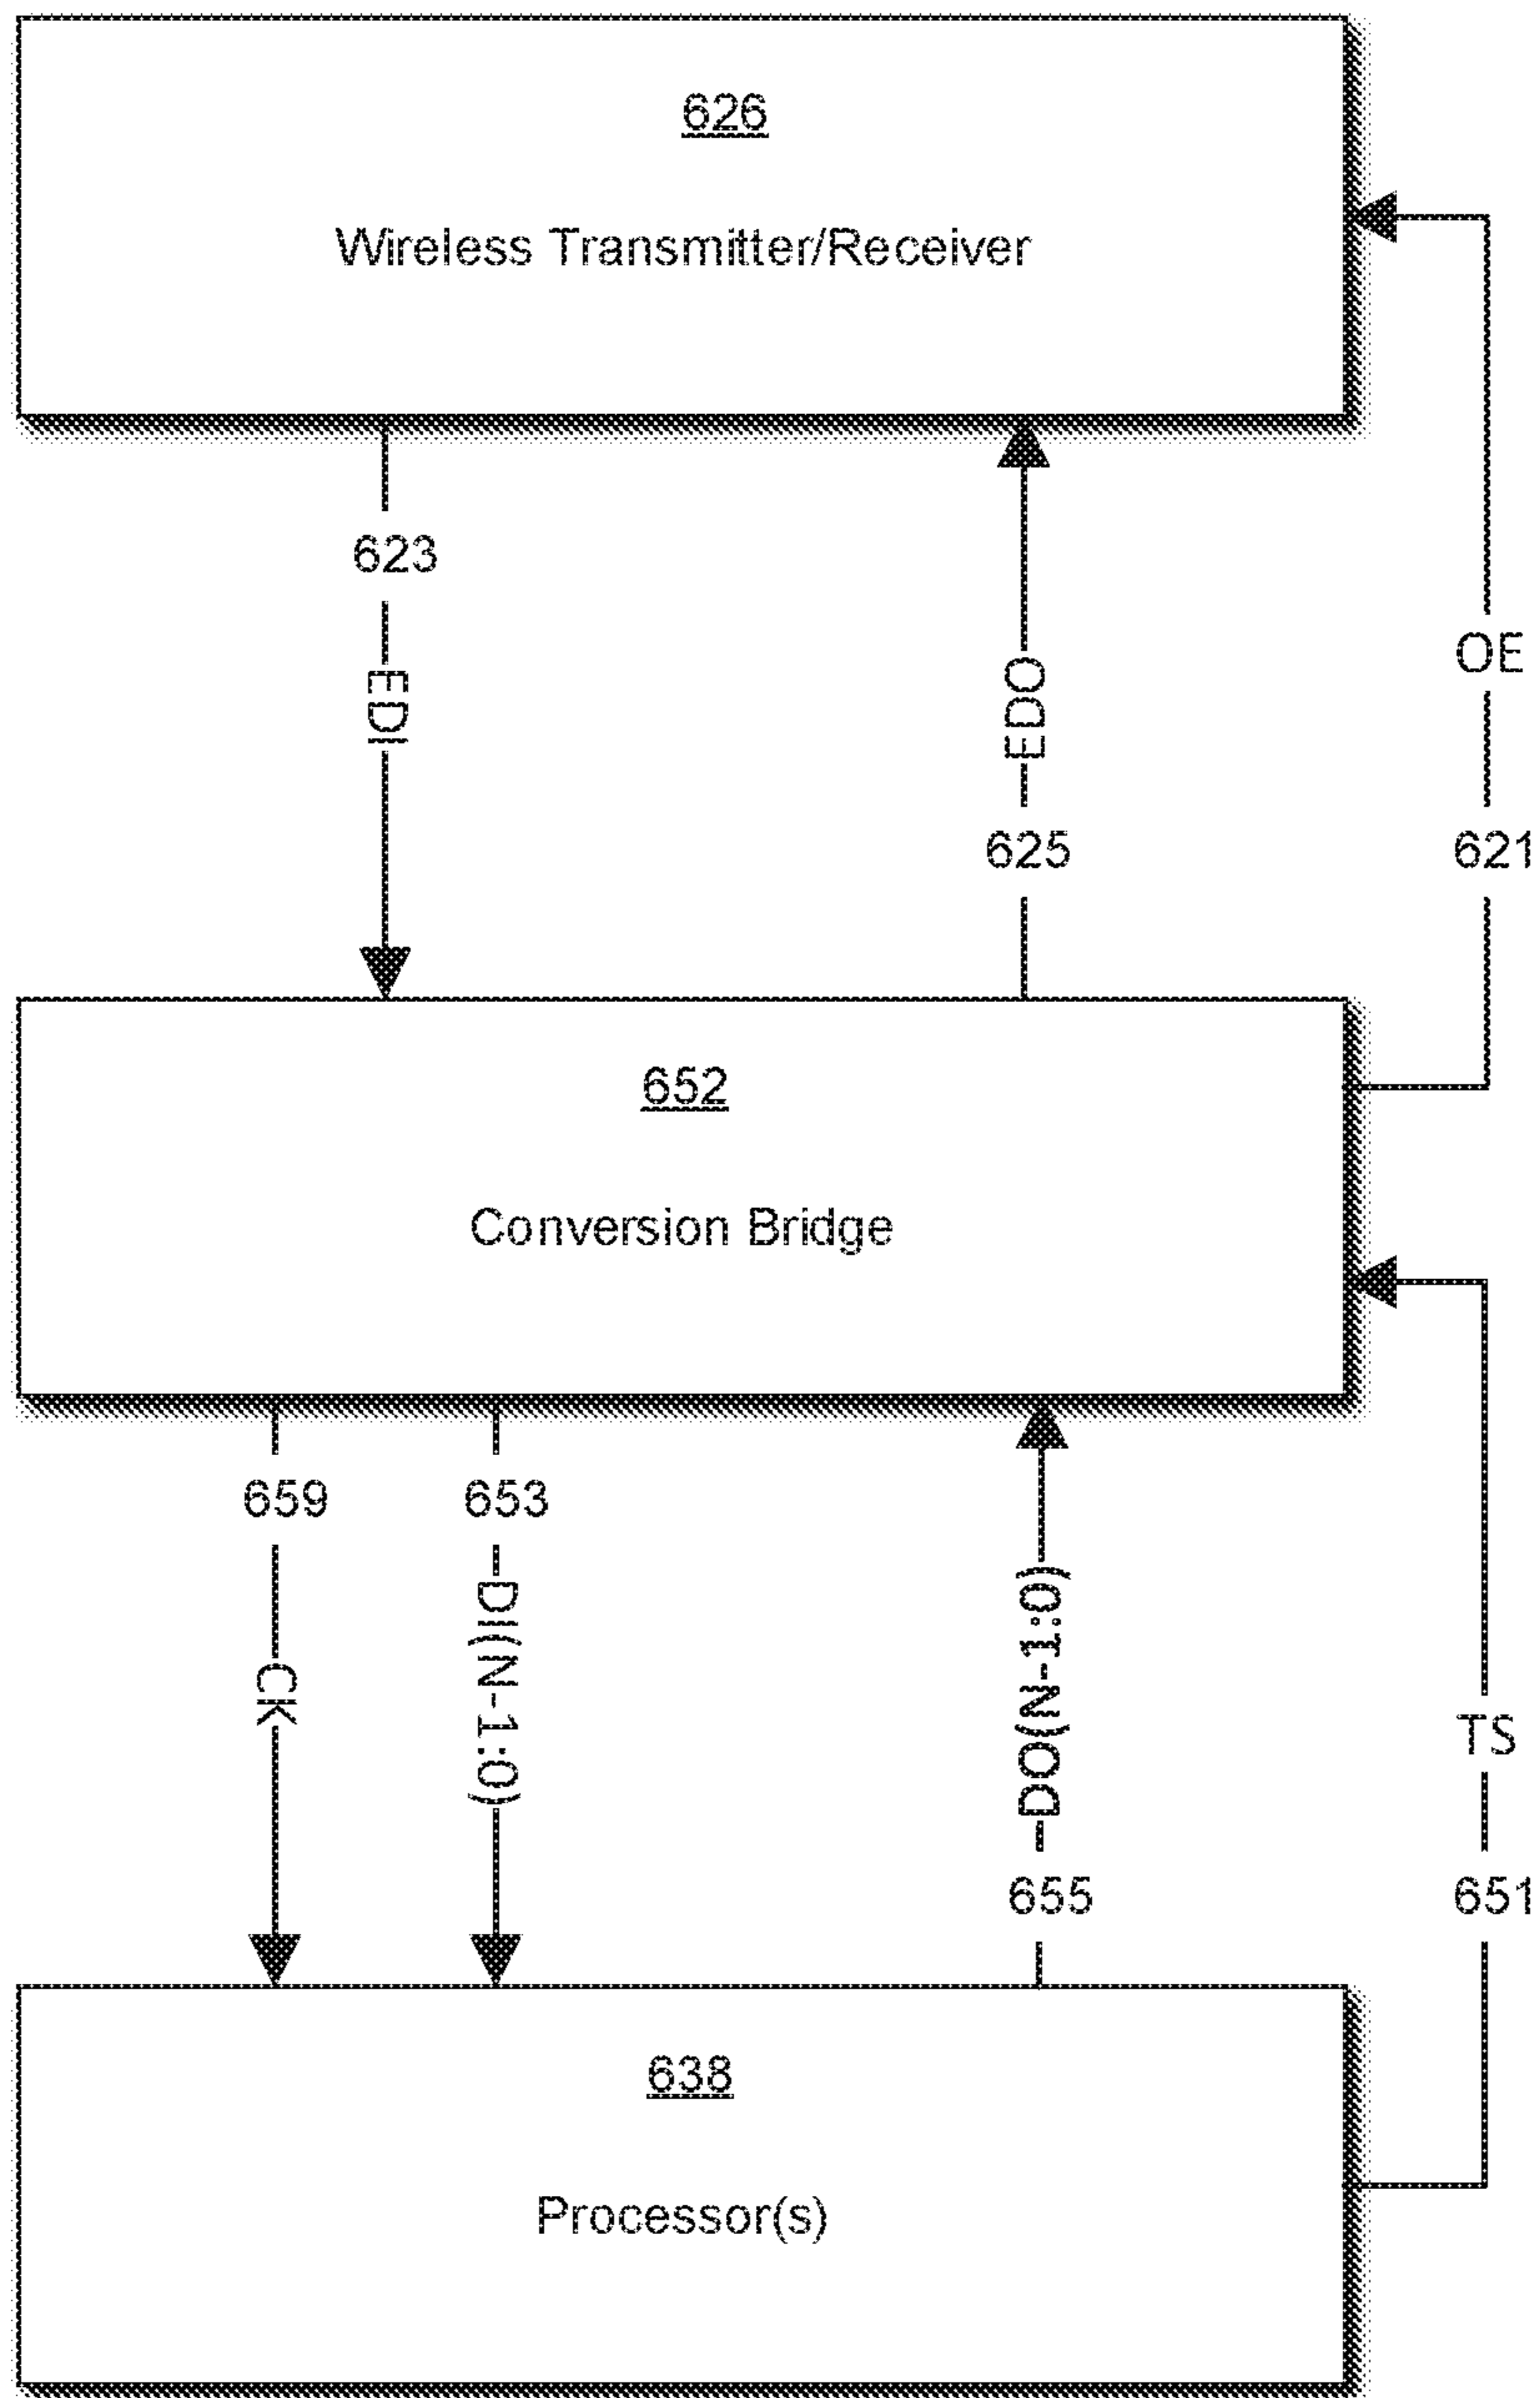 626
Wireless Transmitter/Receiver
623
EDI
EDO
625
OE
621
652
Conversion Bridge
659
CK
653
DI(N-1:0)
DO(N-1:0)
655
TS
651
638
Processor(s)